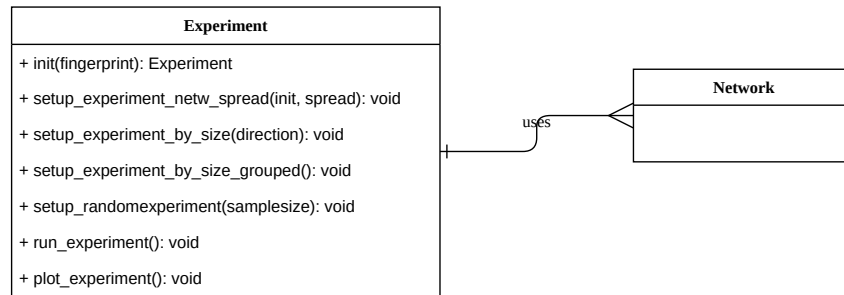 Experiment
+ init(fingerprint): Experiment
+ setup_experiment_netw_spread(init, spread): void
+ setup_experiment_by_size(direction): void
+ setup_experiment_by_size_grouped(): void
+ setup_randomexperiment(samplesize): void
+ run_experiment(): void
+ plot_experiment(): void
uses
Network